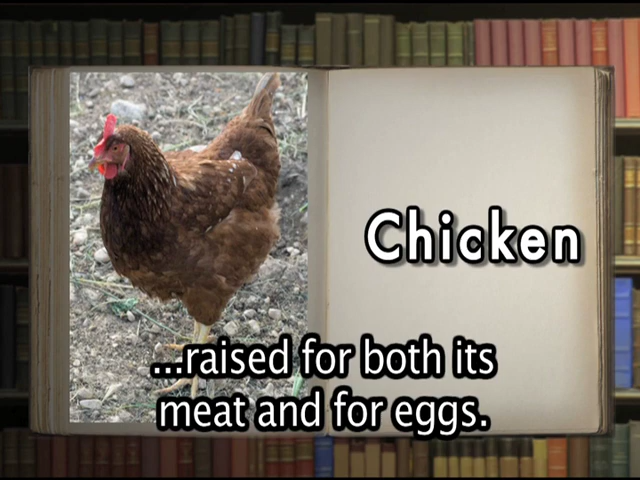 Chicken
...raised for both its
meat and for eggs.